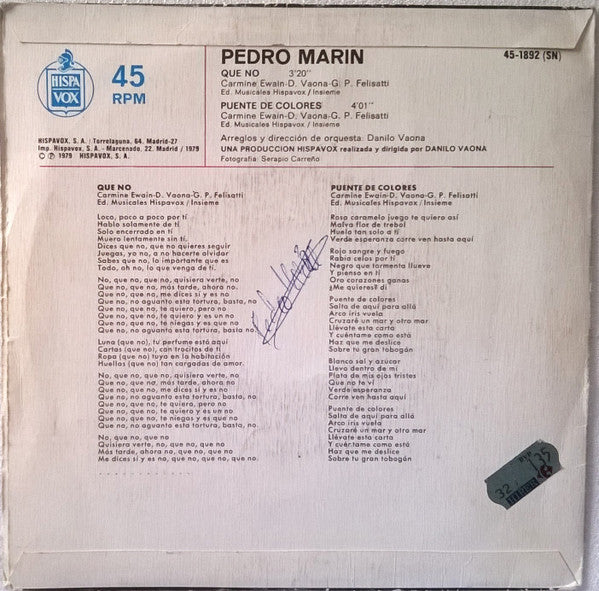 HISPA
VOX
45
RPM
PEDRO MARIN
45-1892 (SN)
QUE NO 3'20"
Carmine Ewain-D. Vaona-G. P. Felisatti
Ed. Musicales Hispavox / Insieme
PUENTE DE COLORES 4'01"
Carmine Ewain-D. Vaona-G. P. Felisatti
Ed. Musicales Hispavox / Insieme
Arreglos y dirección de orquesta: Danilo Vaona
UNA PRODUCCION HISPAVOX realizada y dirigida por DANILO VAONA
Fotografía: Serapio Carreño
HISPAVOX, S. A. / Torrelaguna, 64. Madrid-27
Imp. Hispavox, S. A. - Marcenado, 22. Madrid / 1979
© ℗ 1979 HISPAVOX, S. A.
QUE NO
Carmine Ewain-D. Vaona-G. P. Felisatti
Ed. Musicales Hispavox / Insieme
Loco, poco a poco por tí
Hablo solamente de tí
Solo encerrado en tí
Muero lentamente sin tí.
Dices que no, que no quieres seguir
Juegas, yo no, a no hacerte olvidar
Sabes que no, lo importante que es
Todo, oh no, lo que venga de tí.
No, que no, que no, quisiera verte, no
Que no, que no, más tarde, ahora no.
Que no, que no, me dices sí y es no
Que no, no aguanto esta tortura, basta, no.
Que no, que no, te quiero, pero no
Que no, que no, te quiero y es un no
Que no, que no, te niegas y es que no
Que no, no aguanto esta tortura, basta, no.
Luna (que no), tu perfume está aquí
Cartas (que no), con trocitos de tí
Ropa (que no) tuya en la habitación
Huellas (que no) tan cargadas de amor.
No, que no, que no, quisiera verte, no
Que no, que no, más tarde, ahora no.
Que no, que no, me dices sí y es no
Que no, no aguanto esta tortura, basta, no.
Que no, que no, te quiero, pero no
Que no, que no, te quiero y es un no
Que no, que no, te niegas y es que no
Que no, no aguanto esta tortura, basta, no.
No, que no, que no
Quisiera verte, no, que no, que no
Más tarde, ahora no, que no, que no
Me dices sí y es no, que no, que no.
. . . . . . . . . . . . .
PUENTE DE COLORES
Carmine Ewain-D. Vaona-G. P. Felisatti
Ed. Musicales Hispavox / Insieme
Rosa caramelo juego te quiero así
Malva flor de trebol
Huela tan solo a tí
Verde esperanza corre ven hasta aquí
Rojo sangre y fuego
Rabia celos por tí
Negro que tormenta llueve
Y pienso en tí
Oro corazones ganas
¿Me quieres? dí
Puente de colores
Salta de aquí para allá
Arco iris vuela
Cruzaré un mar y otro mar
Llévate esta carta
Y cuéntame como está
Haz que me deslice
Sobre tu gran tobogán
Blanco sal y azúcar
Llevo dentro de mí
Plata de mis ojos tristes
Que no te ví
Verde esperanza
Corre ven hasta aquí
Puente de colores
Salta de aquí para allá
Arco iris vuela
Cruzaré un mar y otro mar
Llévate esta carta
Y cuéntame como está
Haz que me deslice
Sobre tu gran tobogán
32
135